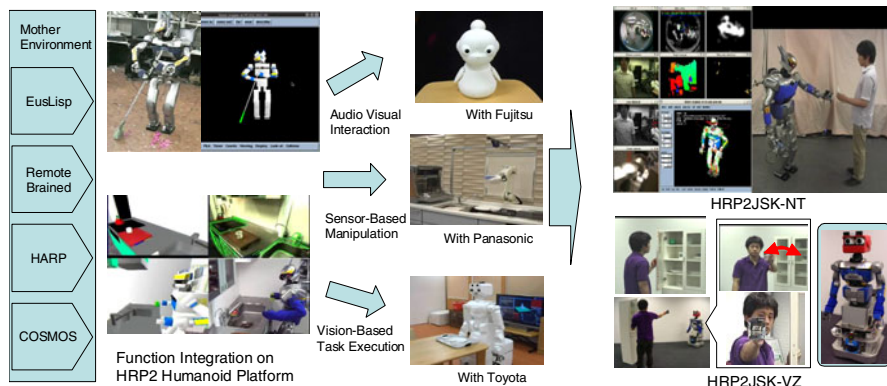 Mother
Environment
EusLisp
Remote
Brained
HARP
COSMOS
Function Integration on
HRP2 Humanoid Platform
Audio Visual
Interaction
Sensor-Based
Manipulation
Vision-Based
Task Execution
With Fujitsu
With Panasonic
With Toyota
HRP2JSK-NT
HRP2JSK-VZ